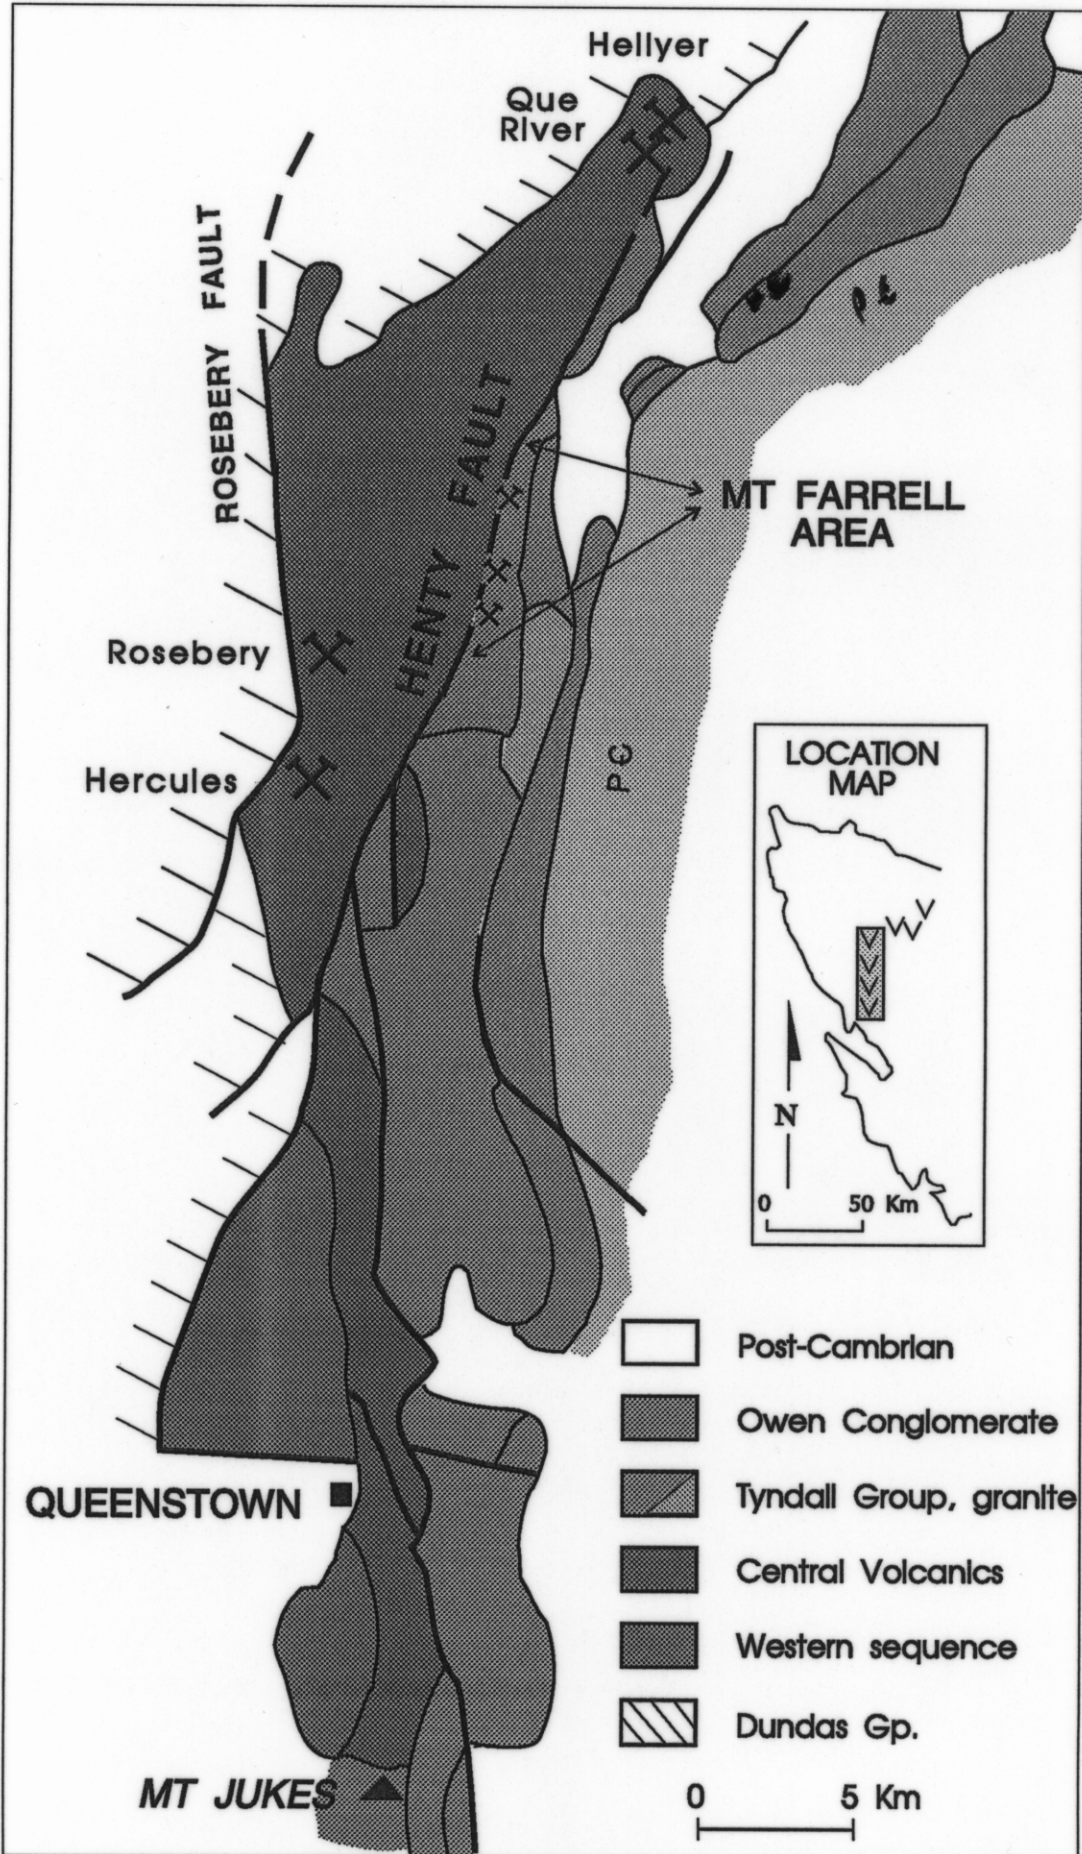 Hellyer
Que
River
ROSEBERY FAULT
HENTY FAULT
MT FARRELL
AREA
Rosebery
Hercules
PЄ
LOCATION
MAP
N
0 50 Km
Post-Cambrian
Owen Conglomerate
Tyndall Group, granite
Central Volcanics
Western sequence
Dundas Gp.
QUEENSTOWN
MT JUKES
0 5 Km